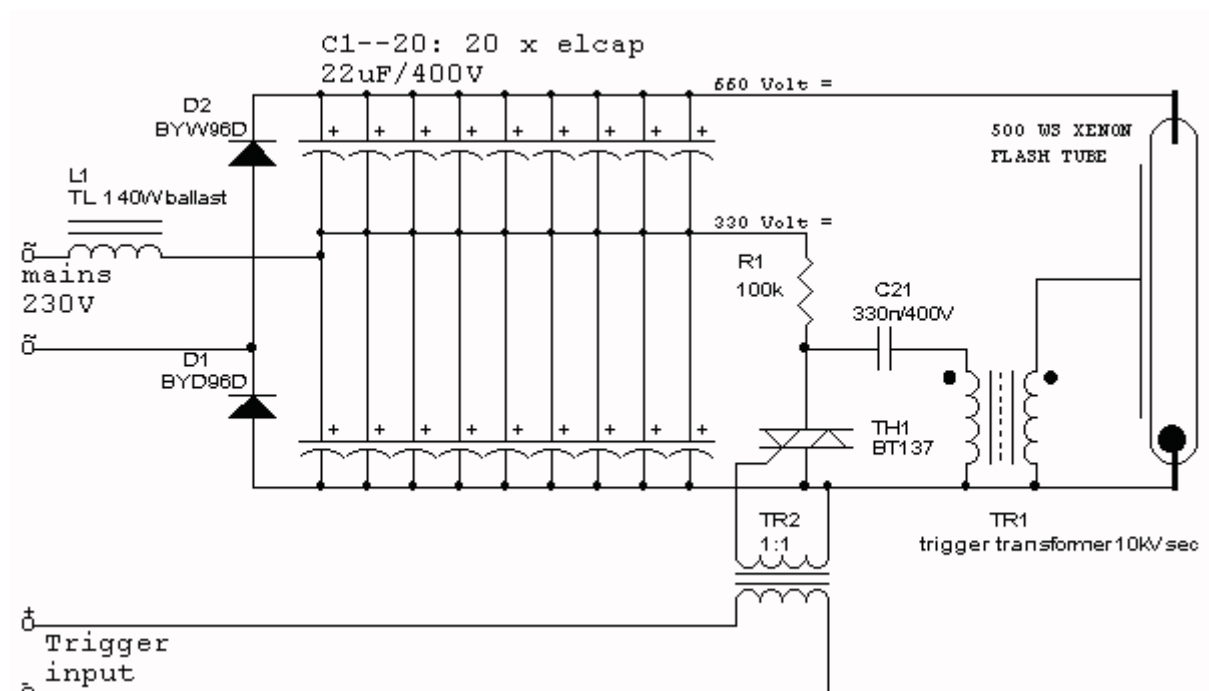 C1--20: 20 x elcap
22uF/400V
660 Volt =
D2
BYW96D
500 WS XENON
FLASH TUBE
L1
TL 140W ballast
330 Volt =
mains
230V
R1
100k
C21
330n/400V
D1
BYD96D
TH1
BT137
TR2
1:1
TR1
trigger transformer 10kV sec
Trigger
input